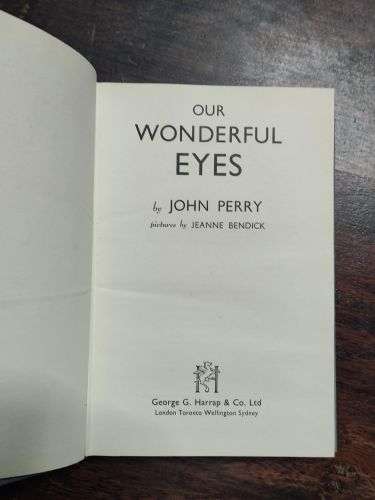 OUR
WONDERFUL
EYES
by JOHN PERRY
pictures by JEANNE BENDICK
H
George G. Harrap & Co. Ltd
London Toronto Wellington Sydney